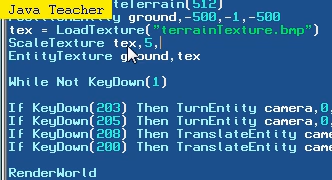 Java Teacher
Terrain(512)
PositionEntity ground,-500,-1,-500
tex = LoadTexture("terrainTexture.bmp")
ScaleTexture tex,5,
EntityTexture ground,tex
While Not KeyDown(1)
If KeyDown(203) Then TurnEntity camera,0,
If KeyDown(205) Then TurnEntity camera,0,
If KeyDown(208) Then TranslateEntity came
If KeyDown(200) Then TranslateEntity came
RenderWorld